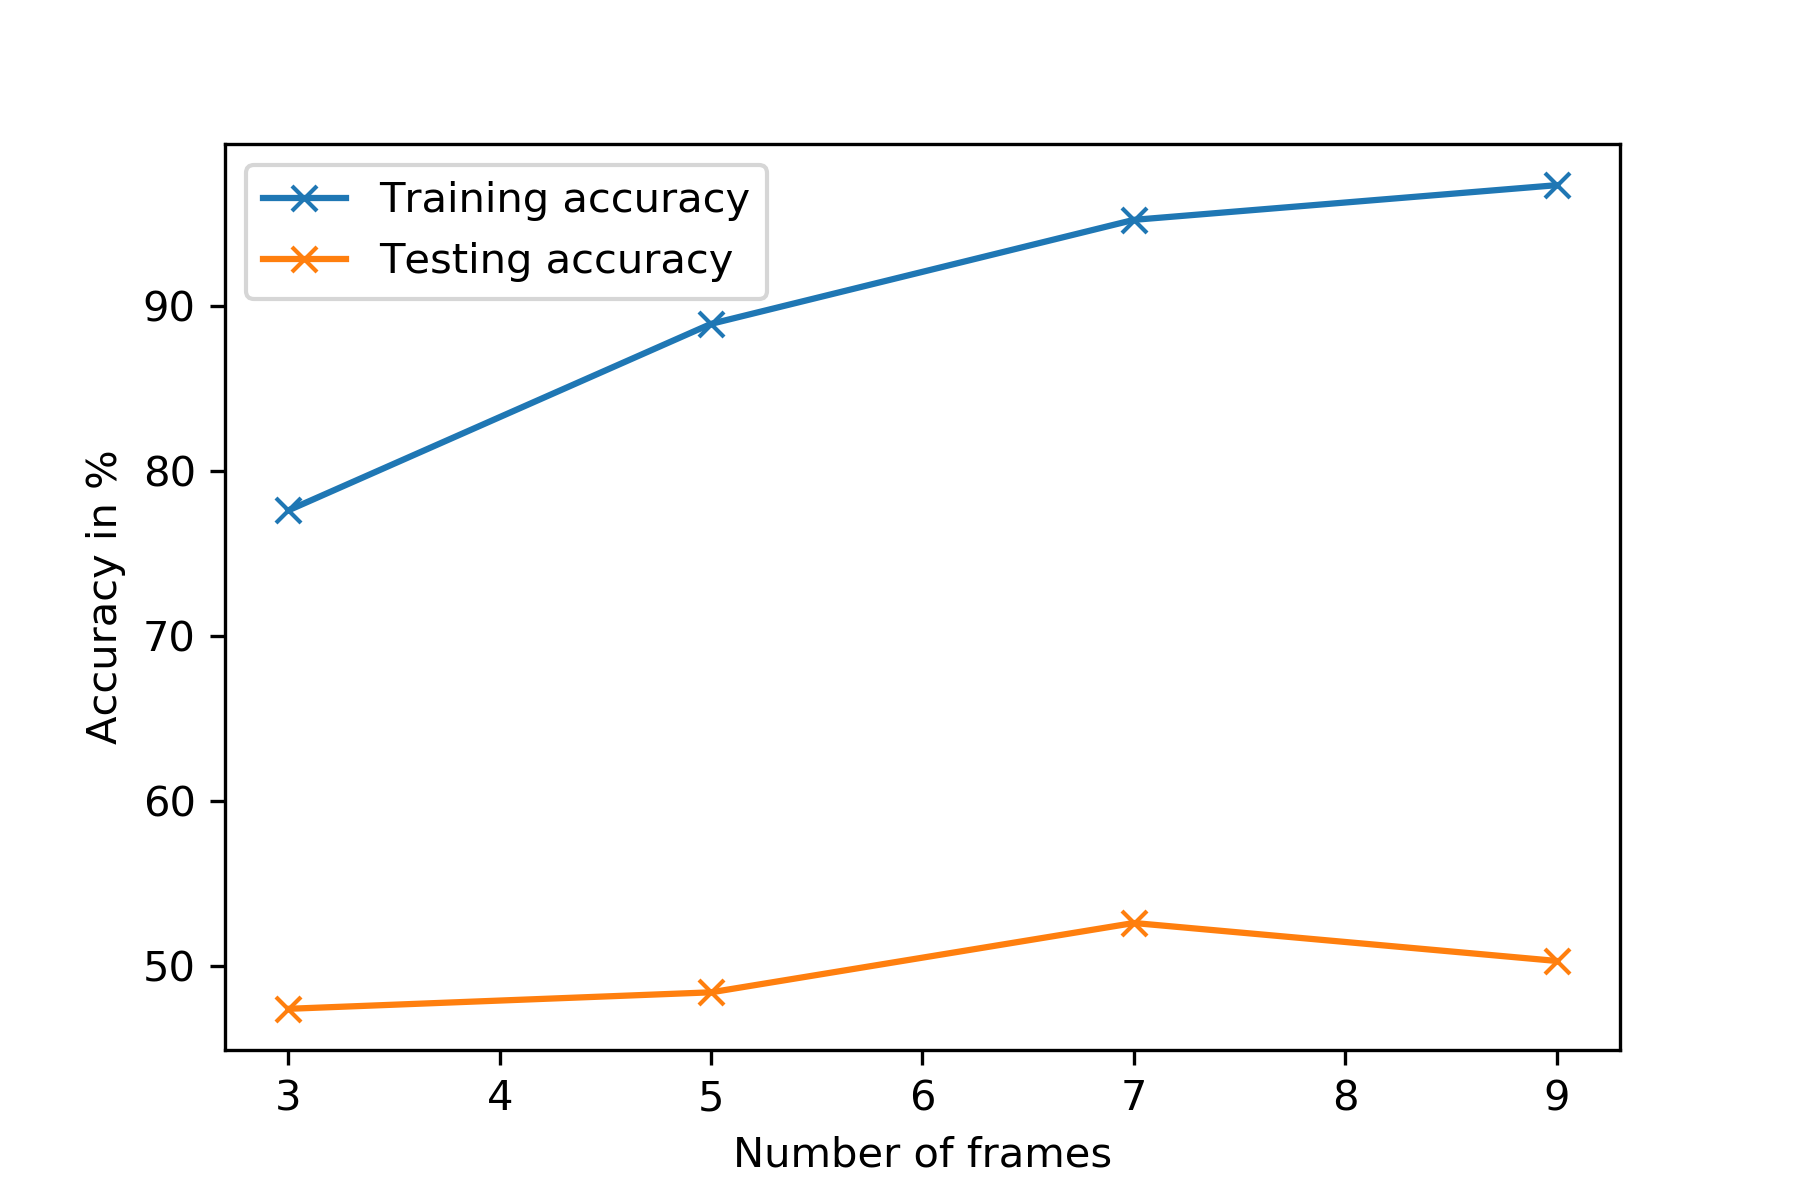 Training accuracy
Testing accuracy
90
80
70
60
50
Accuracy in %
3 4 5 6 7 8 9
Number of frames